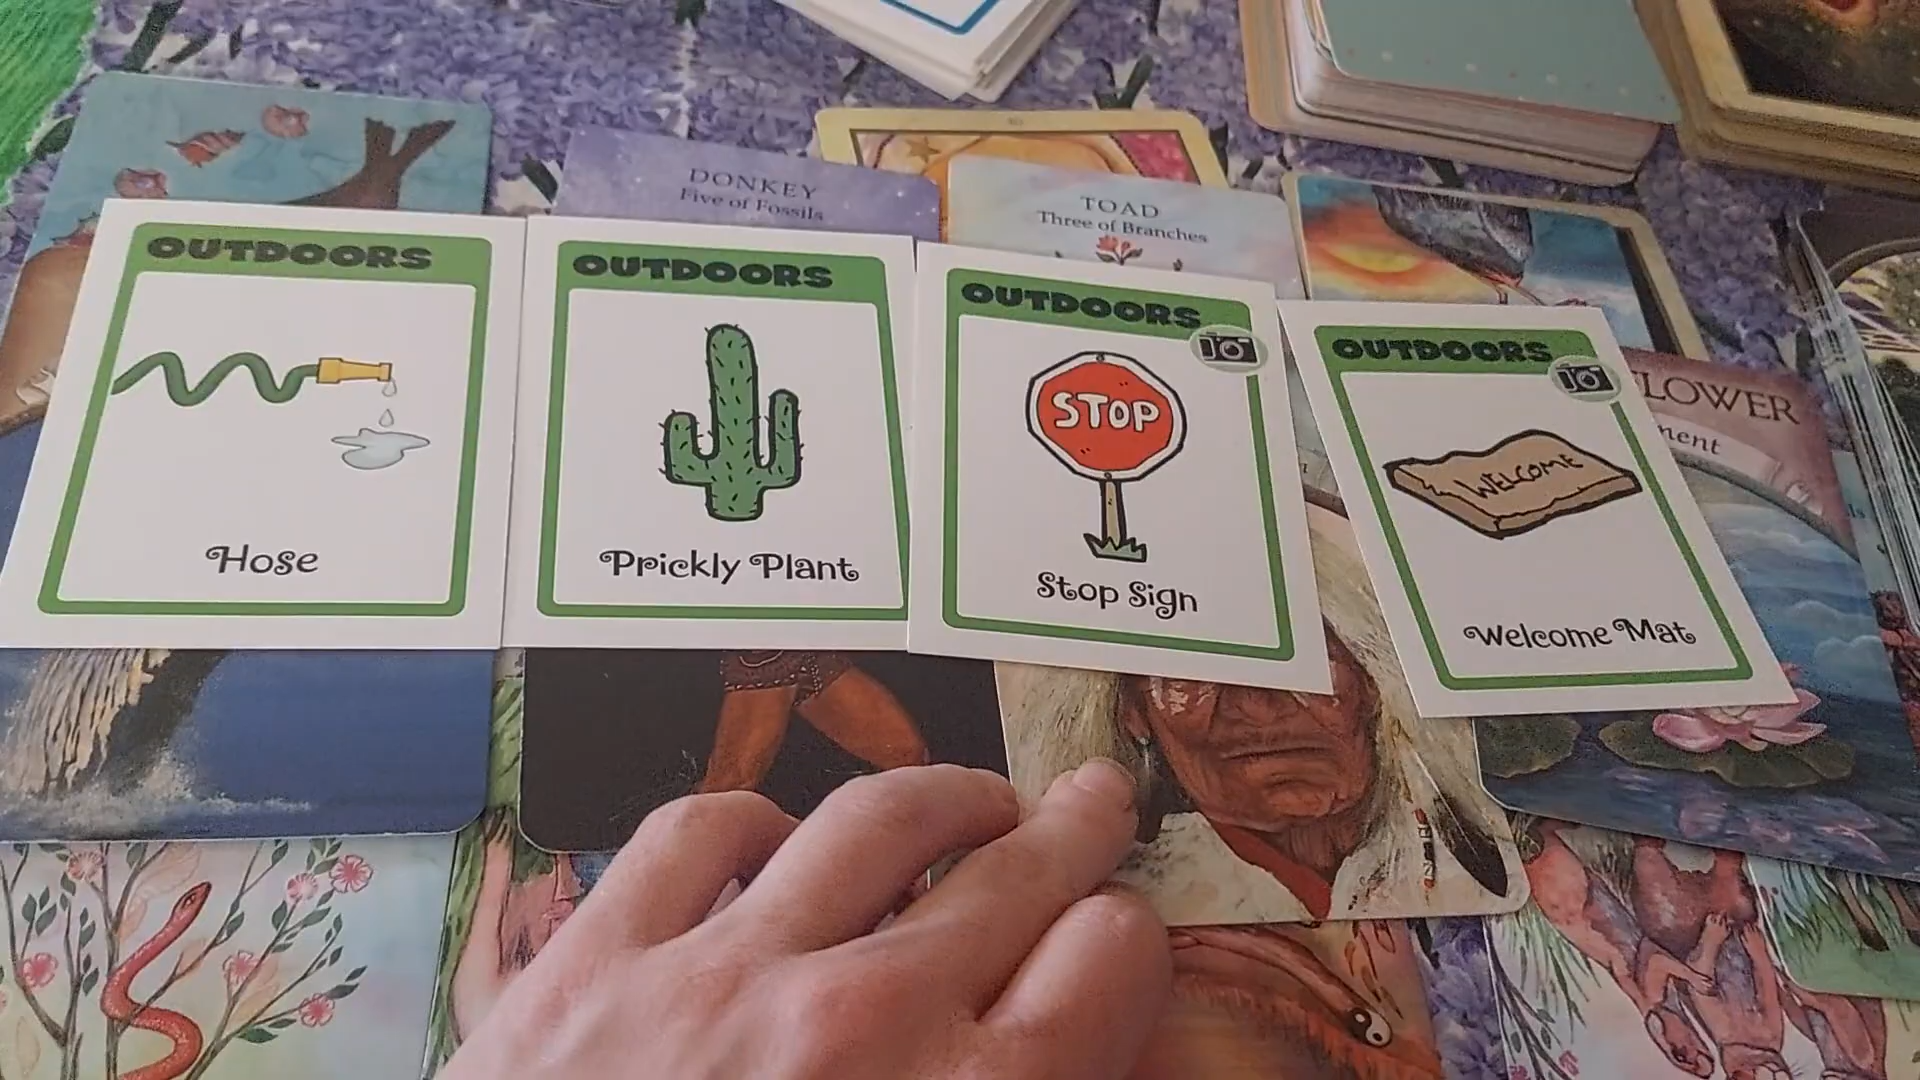 DONKEY
Five of Fossils
TOAD
Three of Branches
OUTDOORS
Hose
OUTDOORS
Prickly Plant
OUTDOORS
STOP
Stop Sign
OUTDOORS
WELCOME
Welcome Mat